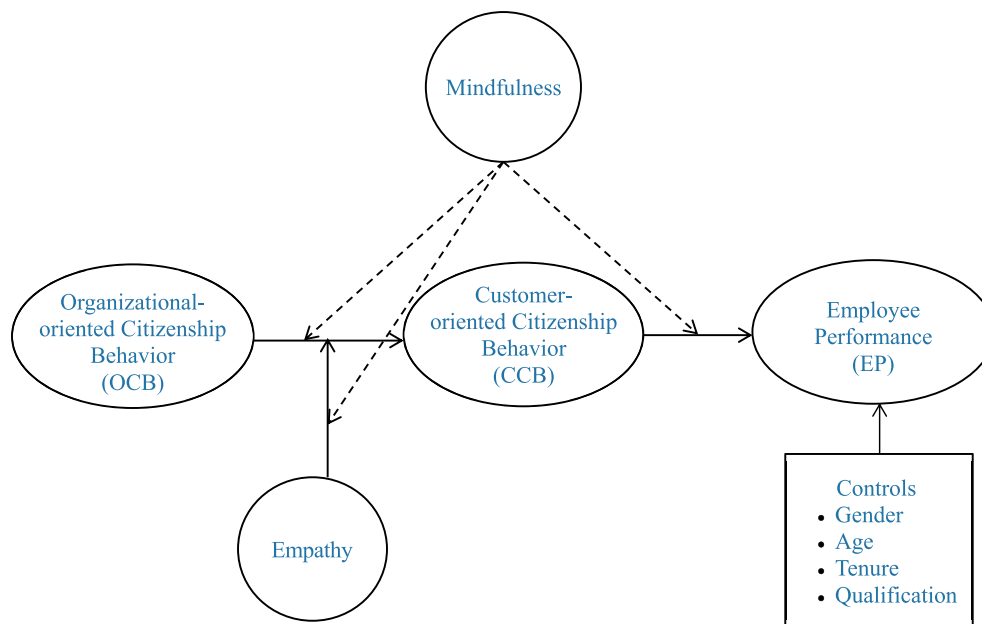 Mindfulness
Organizational-
oriented Citizenship
Behavior
(OCB)
Customer-
oriented Citizenship
Behavior
(CCB)
Employee
Performance
(EP)
Empathy
Controls
• Gender
• Age
• Tenure
• Qualification